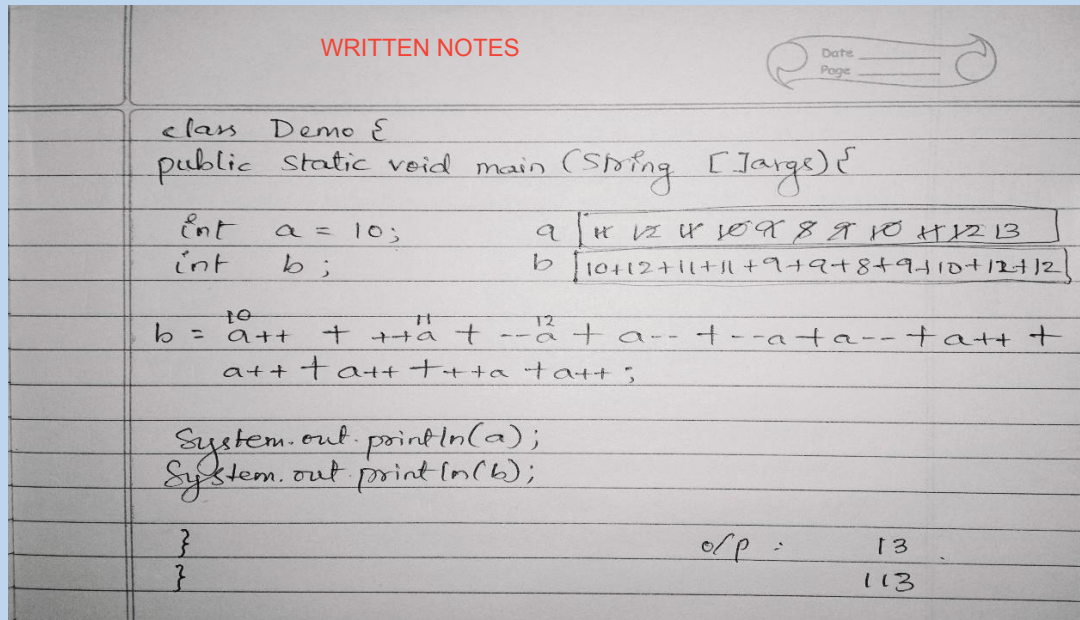 WRITTEN NOTES
Date
Page
class Demo {
public static void main (String []args) {
int a = 10; a 11 12 11 10 9 8 9 10 11 12 13
int b; b 10+12+11+11+9+9+8+9+10+12+12
10 11 12
b = a++ + ++a + --a + a-- + --a + a-- + a++ +
a++ + a++ + ++a + a++;
System.out.println(a);
System.out.println(b);
} o/p : 13
} 113